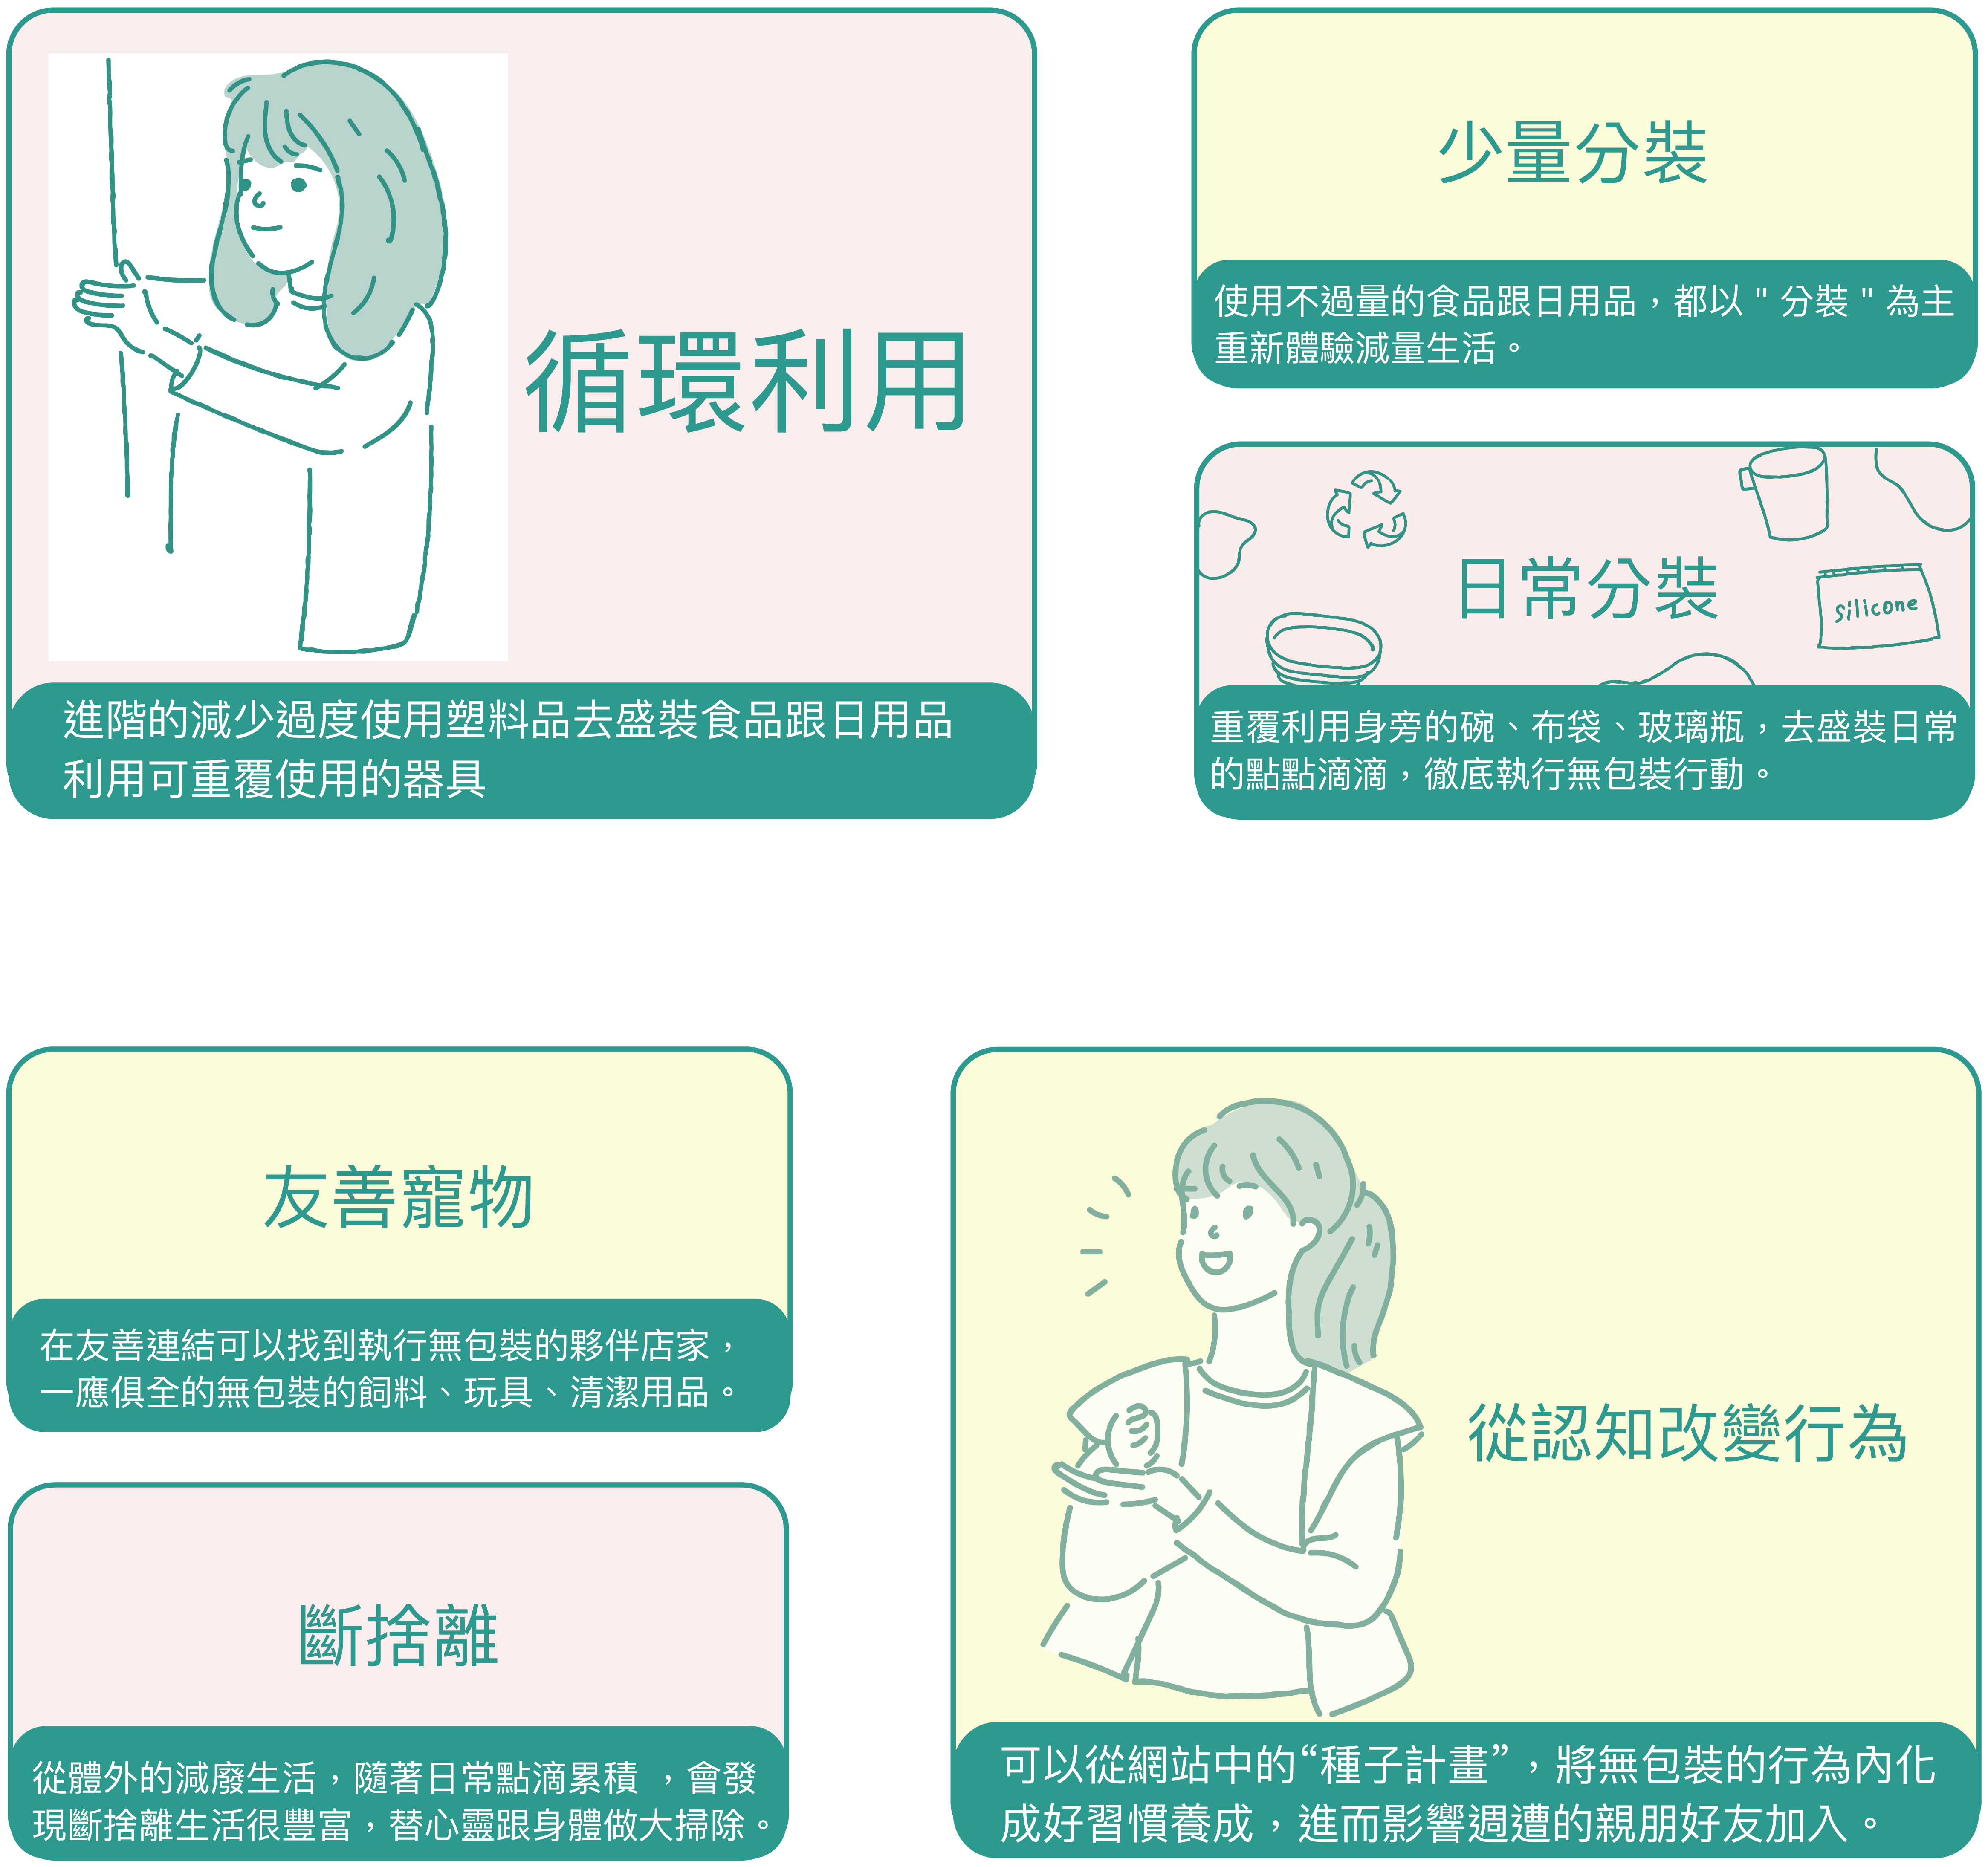 循環利用
進階的減少過度使用塑料品去盛裝食品跟日用品
利用可重覆使用的器具
少量分裝
使用不過量的食品跟日用品，都以 " 分裝 " 為主
重新體驗減量生活。
日常分裝
silicone
重覆利用身旁的碗、布袋、玻璃瓶，去盛裝日常
的點點滴滴，徹底執行無包裝行動。
友善寵物
在友善連結可以找到執行無包裝的夥伴店家，
一應俱全的無包裝的飼料、玩具、清潔用品。
斷捨離
從體外的減廢生活，隨著日常點滴累積 ，會發
現斷捨離生活很豐富，替心靈跟身體做大掃除。
從認知改變行為
可以從網站中的“種子計畫”，將無包裝的行為內化
成好習慣養成，進而影響週遭的親朋好友加入。